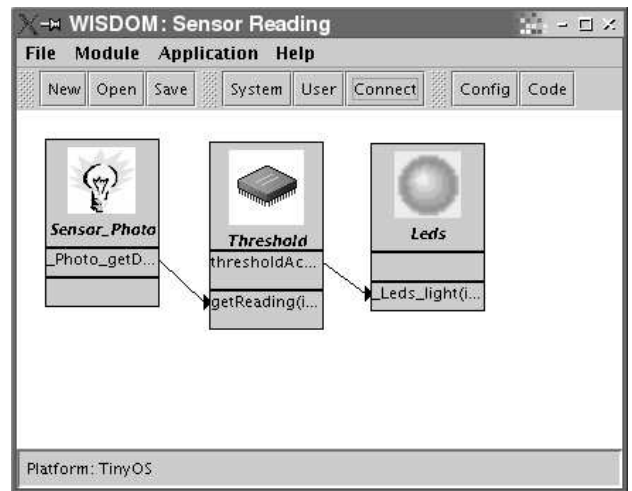 WISDOM: Sensor Reading
File Module Application Help
New Open Save System User Connect Config Code
Sensor_Photo
_Photo_getD...
Threshold
thresholdAc...
getReading(i...
Leds
_Leds_light(i...
Platform: TinyOS